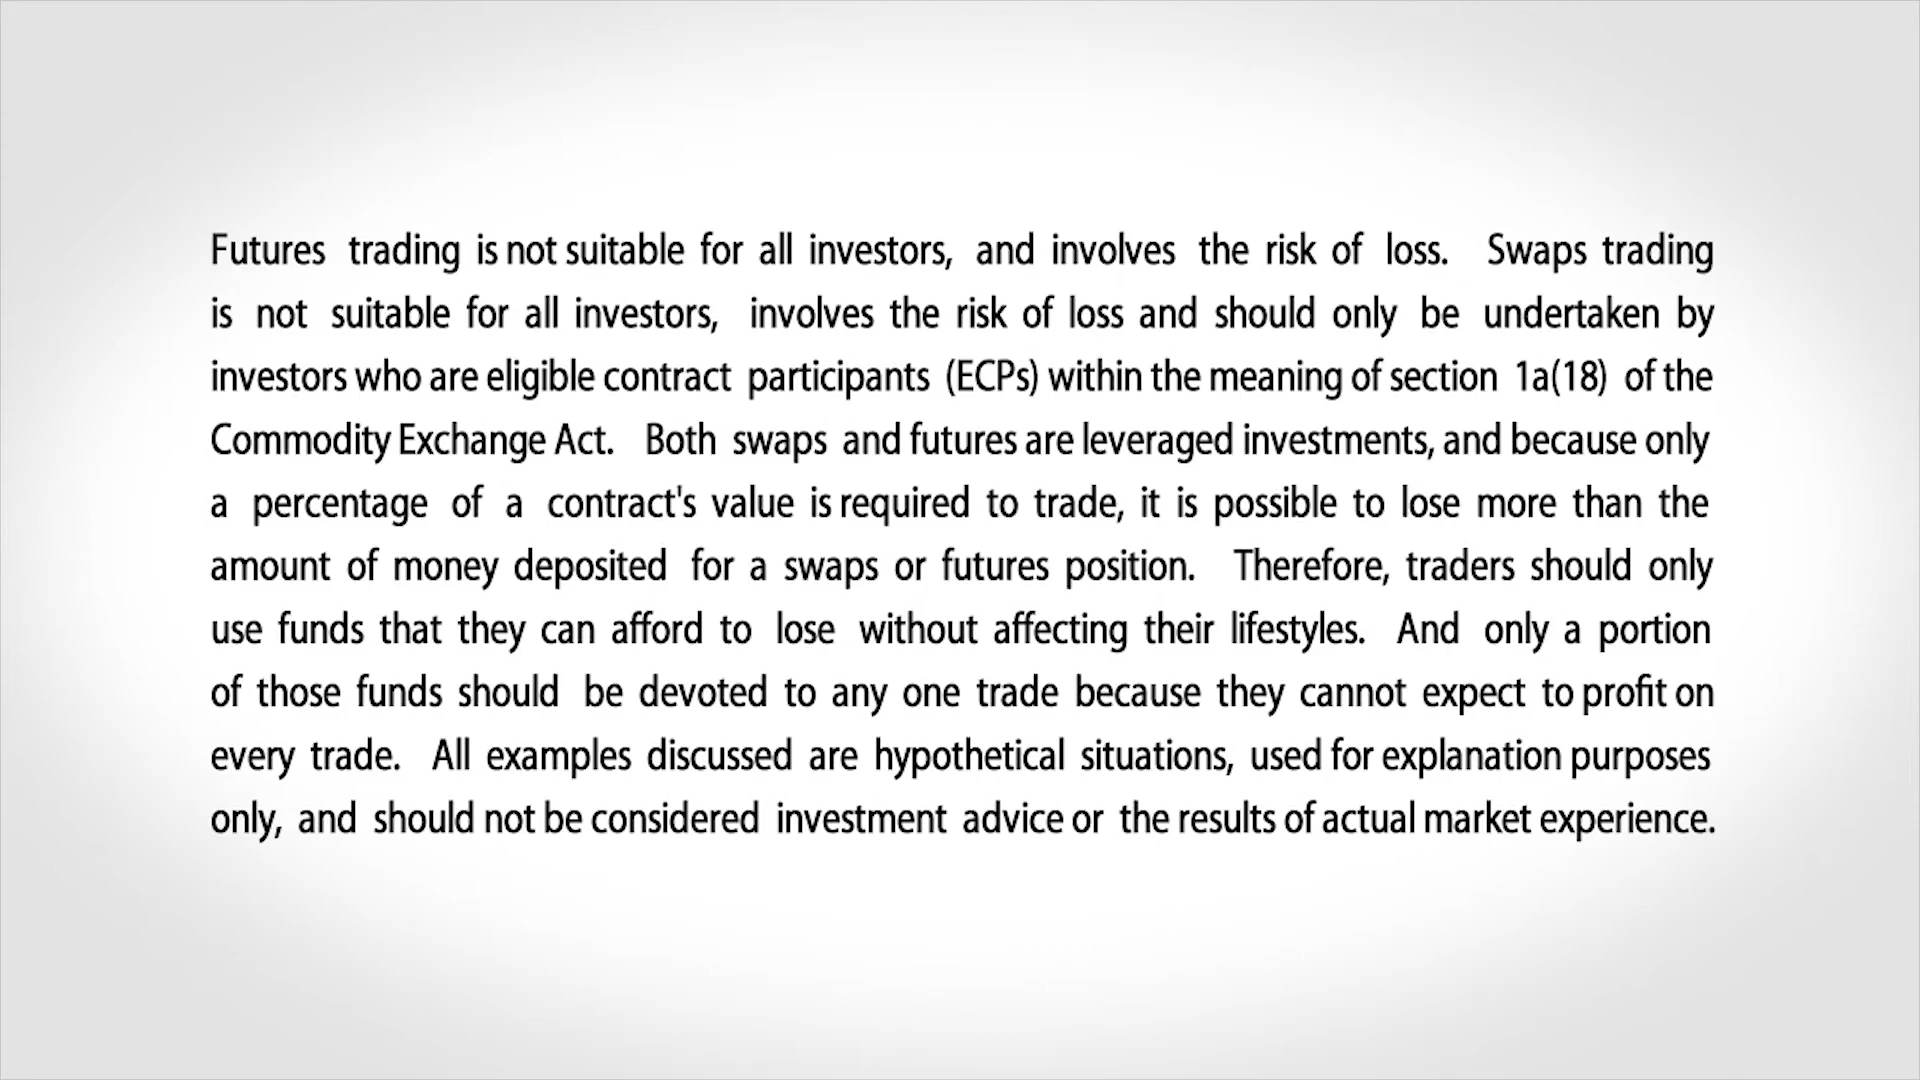 Futures trading is not suitable for all investors, and involves the risk of loss. Swaps trading
is not suitable for all investors, involves the risk of loss and should only be undertaken by
investors who are eligible contract participants (ECPs) within the meaning of section 1a(18) of the
Commodity Exchange Act. Both swaps and futures are leveraged investments, and because only
a percentage of a contract's value is required to trade, it is possible to lose more than the
amount of money deposited for a swaps or futures position. Therefore, traders should only
use funds that they can afford to lose without affecting their lifestyles. And only a portion
of those funds should be devoted to any one trade because they cannot expect to profit on
every trade. All examples discussed are hypothetical situations, used for explanation purposes
only, and should not be considered investment advice or the results of actual market experience.